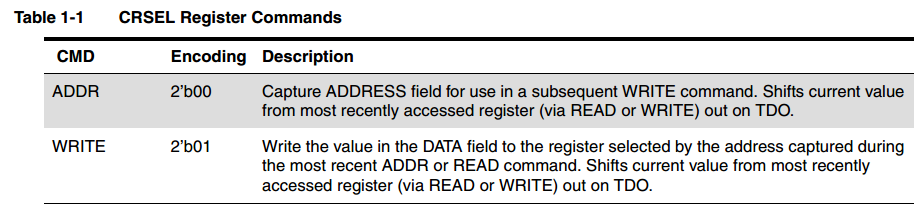 Table 1-1 CRSEL Register Commands
CMD Encoding Description
ADDR 2’b00 Capture ADDRESS field for use in a subsequent WRITE command. Shifts current value
from most recently accessed register (via READ or WRITE) out on TDO.
WRITE 2’b01 Write the value in the DATA field to the register selected by the address captured during
the most recent ADDR or READ command. Shifts current value from most recently
accessed register (via READ or WRITE) out on TDO.